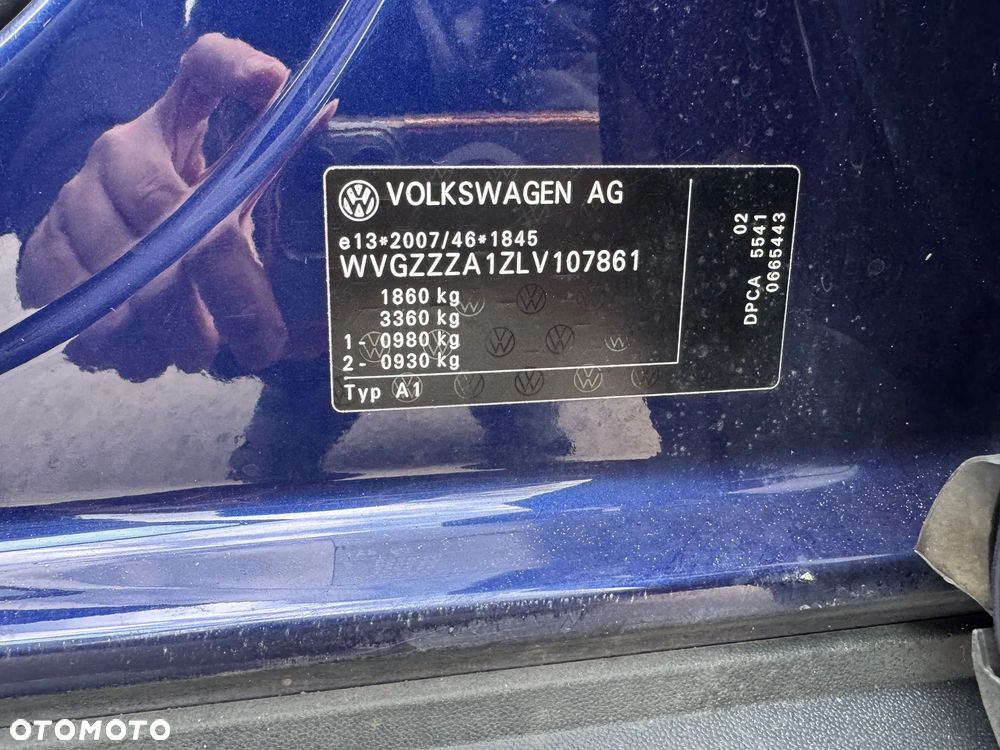 VOLKSWAGEN AG
e13*2007/46*1845
WVGZZZA1ZLV107861
1860 kg
3360 kg
1- 0980 kg
2- 0930 kg
Typ A1
02
DPCA 5541
0665443
OTOMOTO